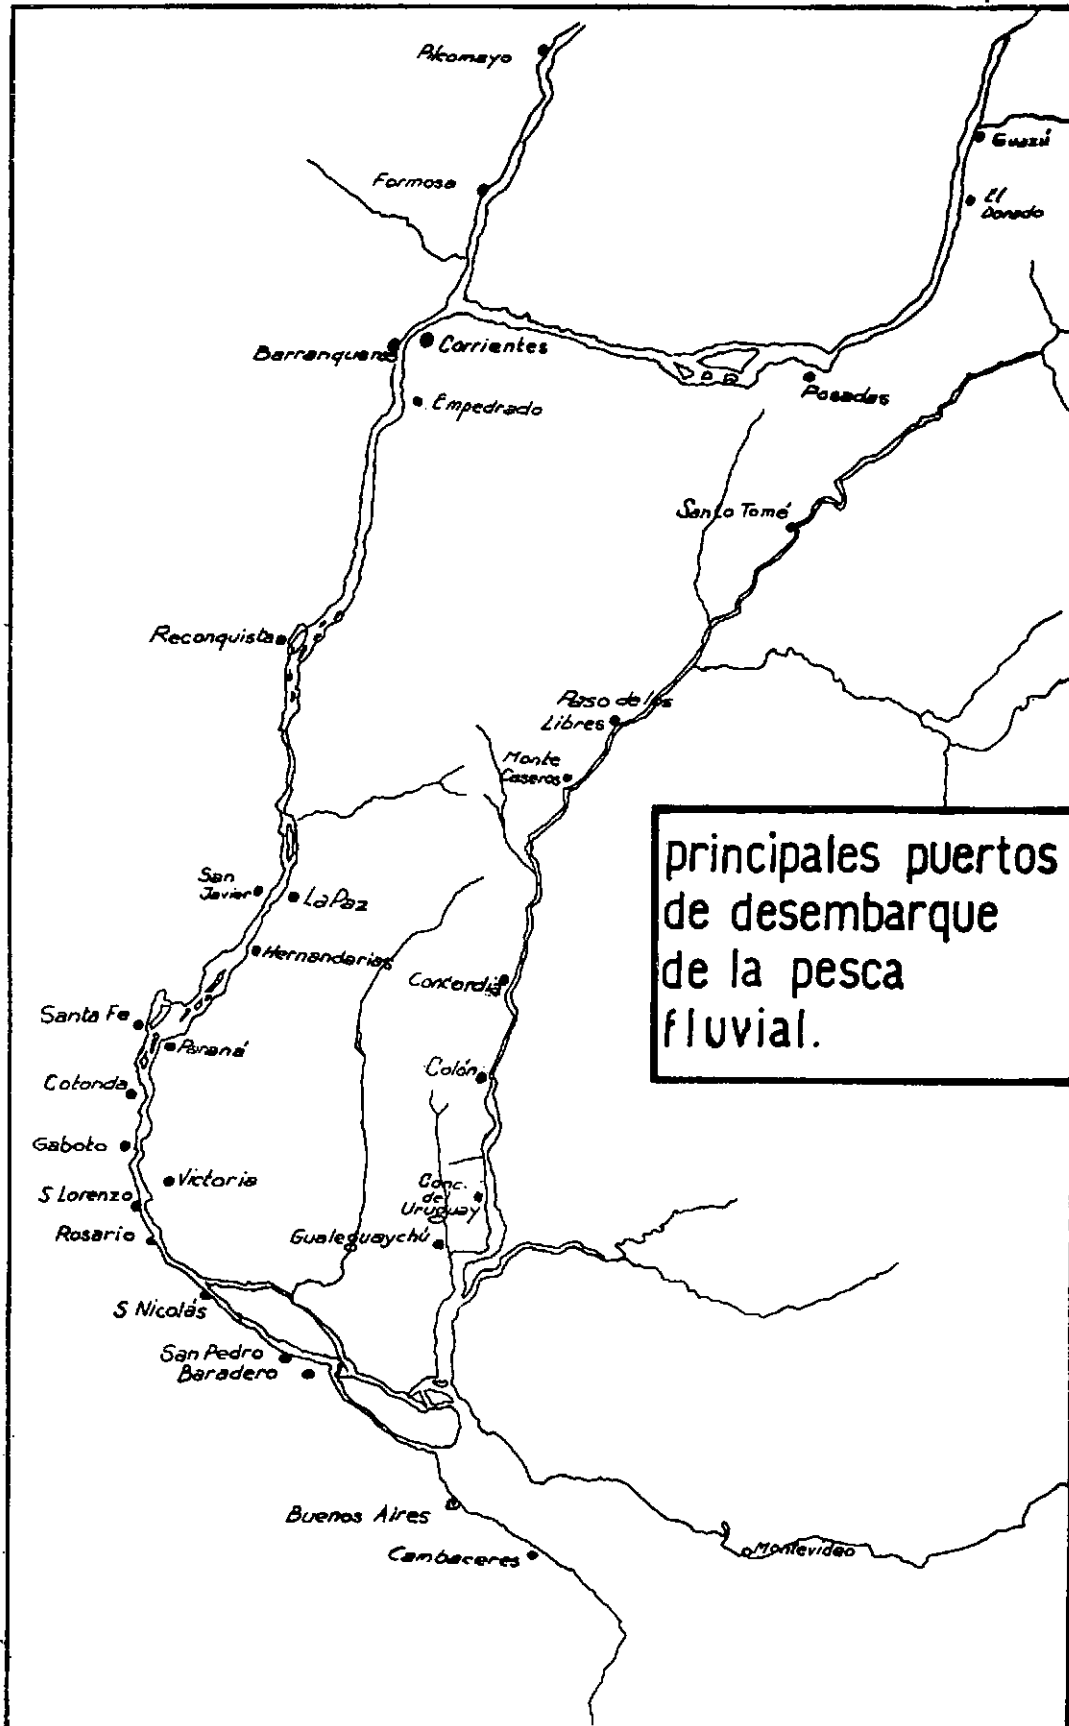 Pilcomayo
Guazú
Formosa
El
Dorado
Barranqueras
Corrientes
Posadas
Empedrado
Santo Tomé
Reconquista
Paso de los
Libres
Monte
Caseros
principales puertos
de desembarque
de la pesca
fluvial.
San
Javier
La Paz
Hernandarias
Concordia
Santa Fe
Paraná
Colón
Cotonda
Gaboto
Victoria
Conc.
del
Uruguay
S Lorenzo
Rosario
Gualeguaychú
S Nicolás
San Pedro
Baradero
Buenos Aires
Cambaceres
Montevideo